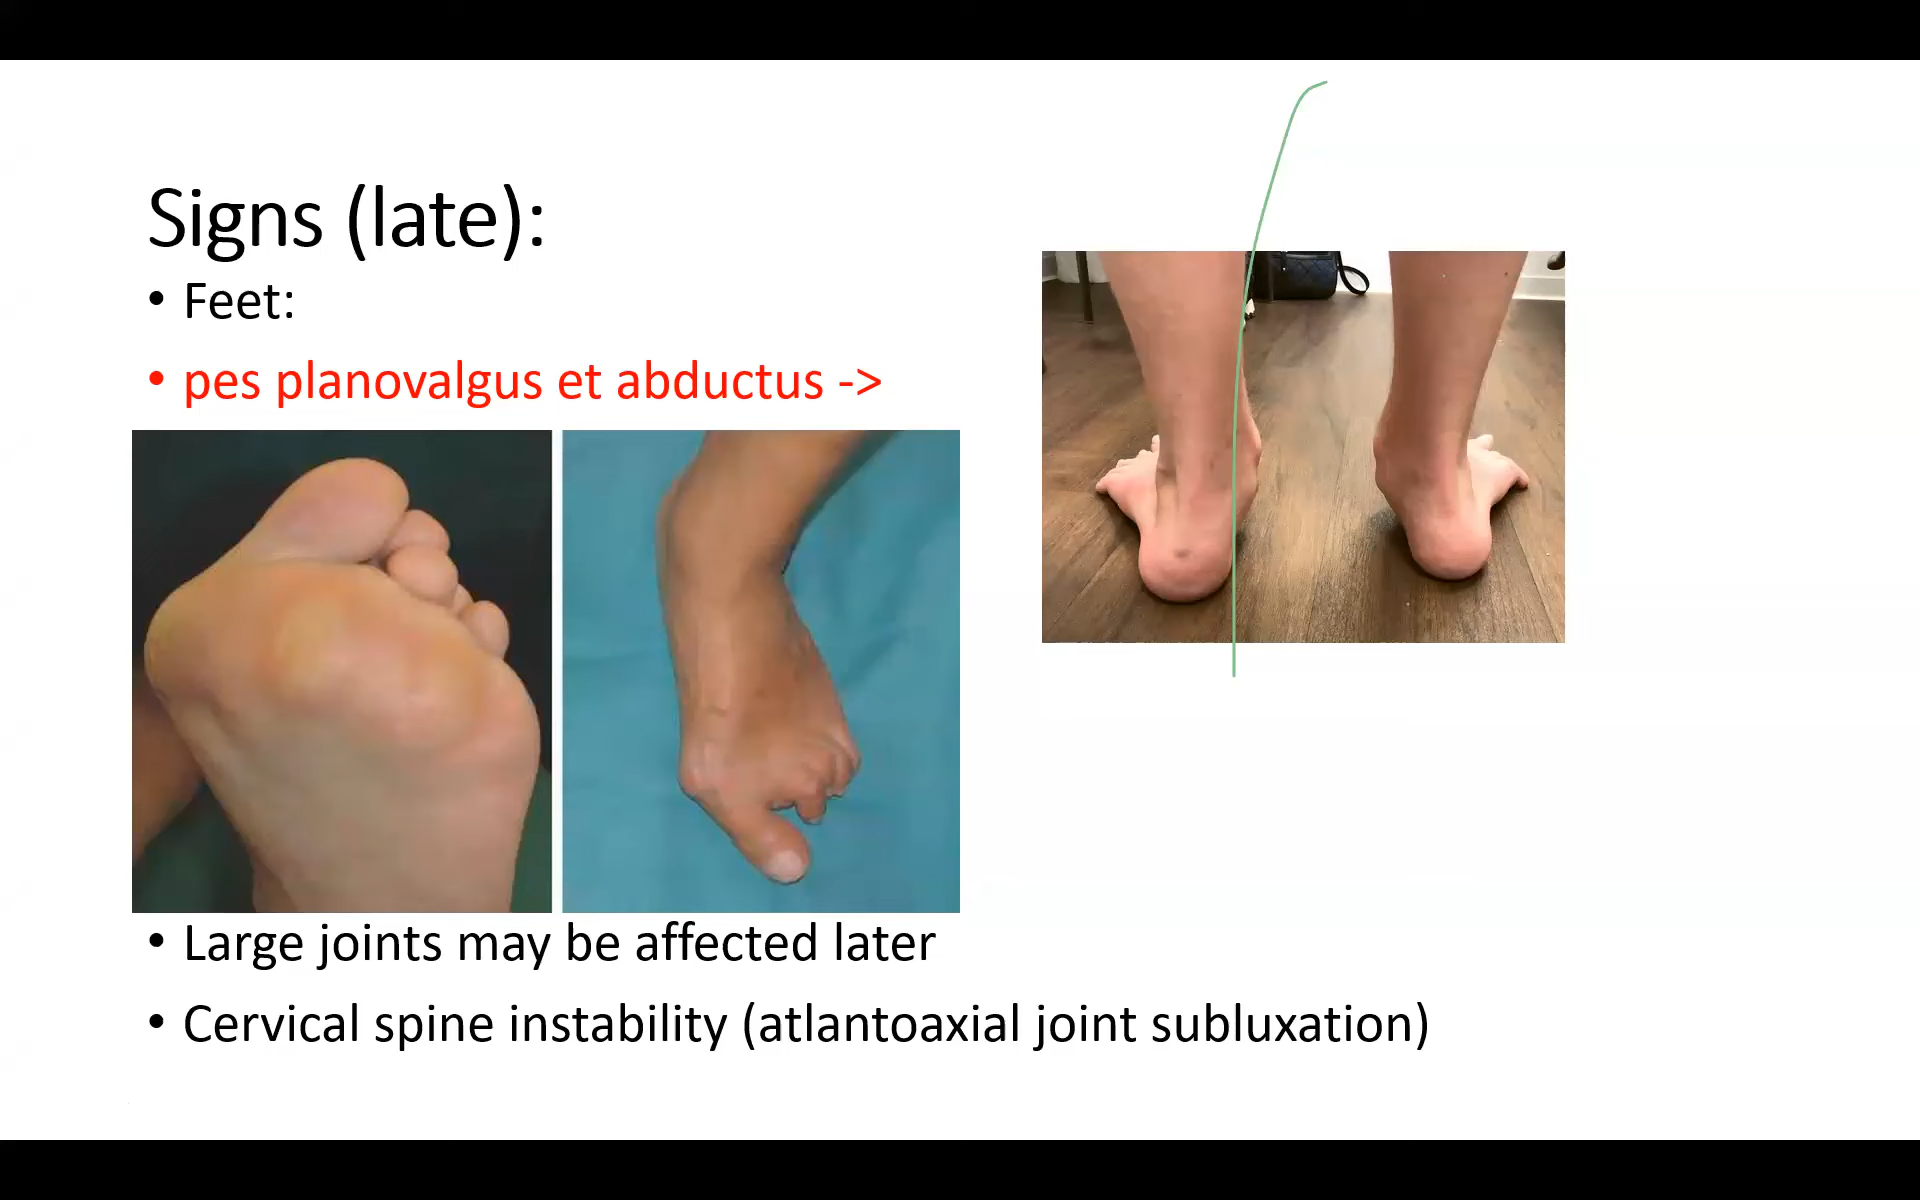 Signs (late):
• Feet:
• pes planovalgus et abductus ->
• Large joints may be affected later
• Cervical spine instability (atlantoaxial joint subluxation)